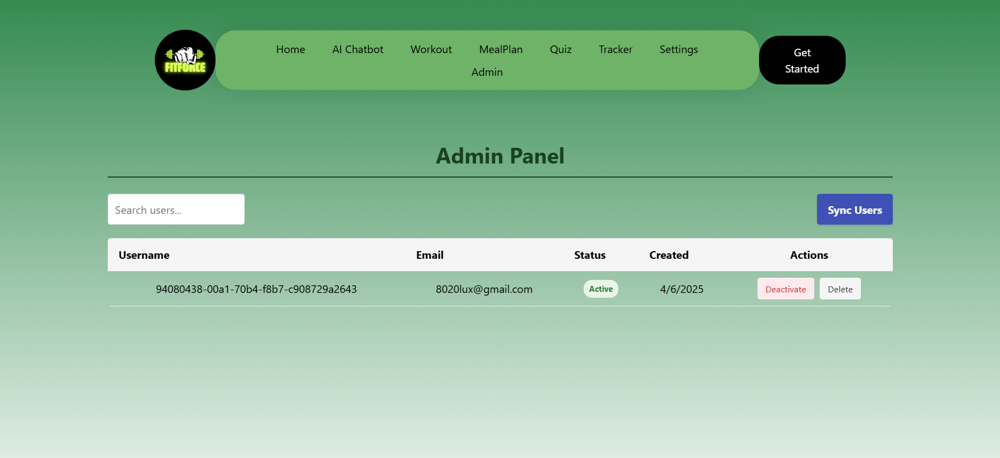 FITFORCE
Home AI Chatbot Workout MealPlan Quiz Tracker Settings
Admin
Get
Started
Admin Panel
Search users...
Sync Users
Username Email Status Created Actions
94080438-00a1-70b4-f8b7-c908729a2643 8020lux@gmail.com Active 4/6/2025 Deactivate Delete